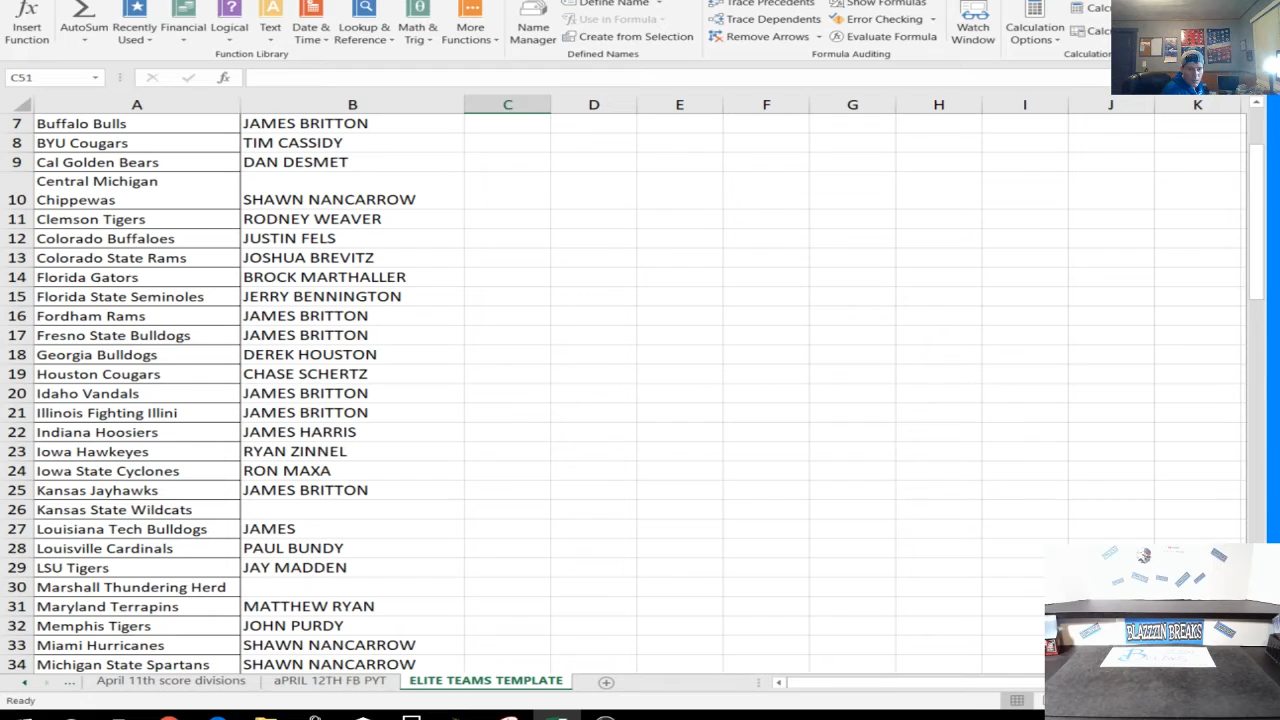 fx Σ ? A θ
Define Name Trace Precedents Show Formulas
Insert Function AutoSum Recently Used Financial Logical Text Date & Time Lookup & Reference Math & Trig More Functions Name Manager Use in Formula Trace Dependents Error Checking Watch Window Calculation Options Calc
Create from Selection Remove Arrows Evaluate Formula Calc
Function Library Defined Names Formula Auditing Calculatio
C51 fx
A B C D E F G H I J K
7 Buffalo Bulls JAMES BRITTON
8 BYU Cougars TIM CASSIDY
9 Cal Golden Bears DAN DESMET
Central Michigan
10 Chippewas SHAWN NANCARROW
11 Clemson Tigers RODNEY WEAVER
12 Colorado Buffaloes JUSTIN FELS
13 Colorado State Rams JOSHUA BREVITZ
14 Florida Gators BROCK MARTHALLER
15 Florida State Seminoles JERRY BENNINGTON
16 Fordham Rams JAMES BRITTON
17 Fresno State Bulldogs JAMES BRITTON
18 Georgia Bulldogs DEREK HOUSTON
19 Houston Cougars CHASE SCHERTZ
20 Idaho Vandals JAMES BRITTON
21 Illinois Fighting Illini JAMES BRITTON
22 Indiana Hoosiers JAMES HARRIS
23 Iowa Hawkeyes RYAN ZINNEL
24 Iowa State Cyclones RON MAXA
25 Kansas Jayhawks JAMES BRITTON
26 Kansas State Wildcats
27 Louisiana Tech Bulldogs JAMES
28 Louisville Cardinals PAUL BUNDY
29 LSU Tigers JAY MADDEN
30 Marshall Thundering Herd
31 Maryland Terrapins MATTHEW RYAN
32 Memphis Tigers JOHN PURDY
33 Miami Hurricanes SHAWN NANCARROW
34 Michigan State Spartans SHAWN NANCARROW
BLAZZZIN BREAKS
... April 11th score divisions aPRIL 12TH FB PYT ELITE TEAMS TEMPLATE
Ready